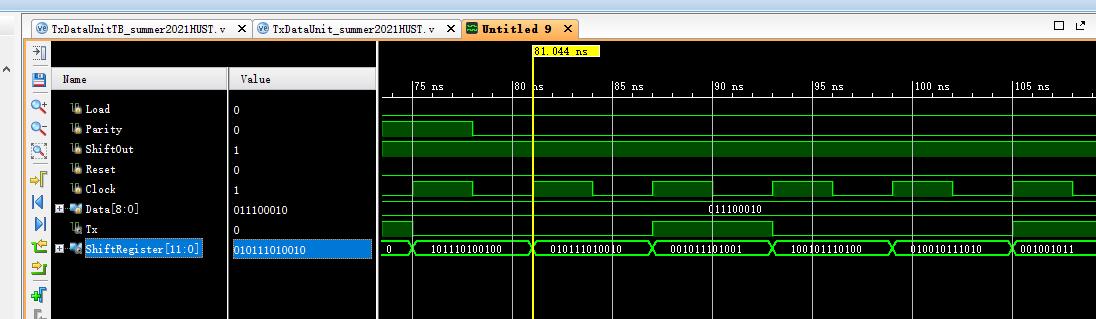 TxDataUnitTB_summer2021HUST.v TxDataUnit_summer2021HUST.v Untitled 9
81.044 ns
Name Value
75 ns 80 ns 85 ns 90 ns 95 ns 100 ns 105 ns
Load 0
Parity 0
ShiftOut 1
Reset 0
Clock 1
Data[8:0] 011100010 011100010
Tx 0
ShiftRegister[11:0] 010111010010 0 101110100100 010111010010 001011101001 100101110100 010010111010 001001011